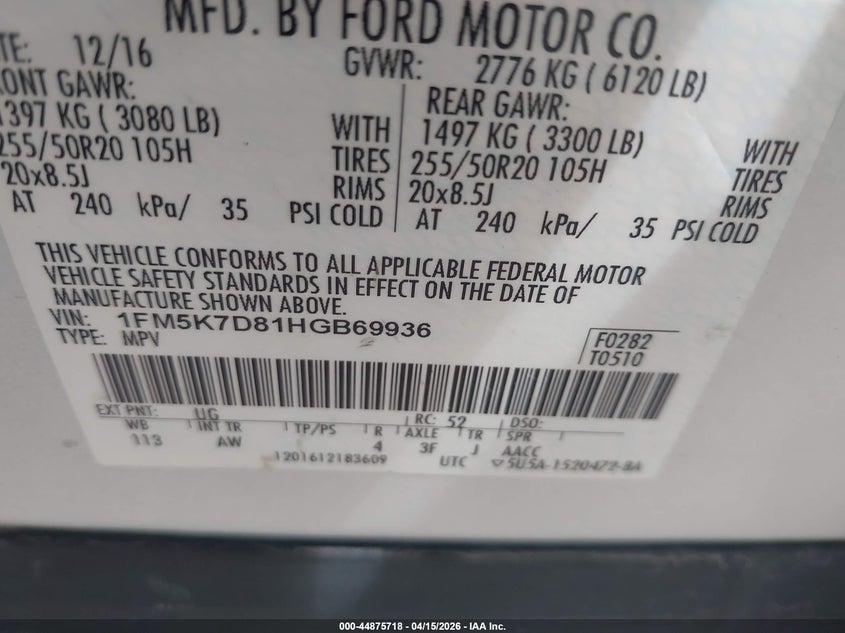 MFD. BY FORD MOTOR CO.
TE: 12/16 GVWR: 2776 KG ( 6120 LB)
ONT GAWR: REAR GAWR:
1397 KG ( 3080 LB) WITH 1497 KG ( 3300 LB) WITH
255/50R20 105H TIRES 255/50R20 105H TIRES
20x8.5J RIMS 20x8.5J RIMS
AT 240 kPa/ 35 PSI COLD AT 240 kPa/ 35 PSI COLD
THIS VEHICLE CONFORMS TO ALL APPLICABLE FEDERAL MOTOR
VEHICLE SAFETY STANDARDS IN EFFECT ON THE DATE OF
MANUFACTURE SHOWN ABOVE.
VIN: 1FM5K7D81HGB69936
TYPE: MPV
F0282
T0510
EXT PNT: UG RC: 52 DSO:
WB INT TR TP/PS R AXLE TR SPR
113 AW 4 3F J AACC
1201612183609 UTC ▽5U5A-1520472-BA
000-44875718 - 04/15/2026 - IAA Inc.